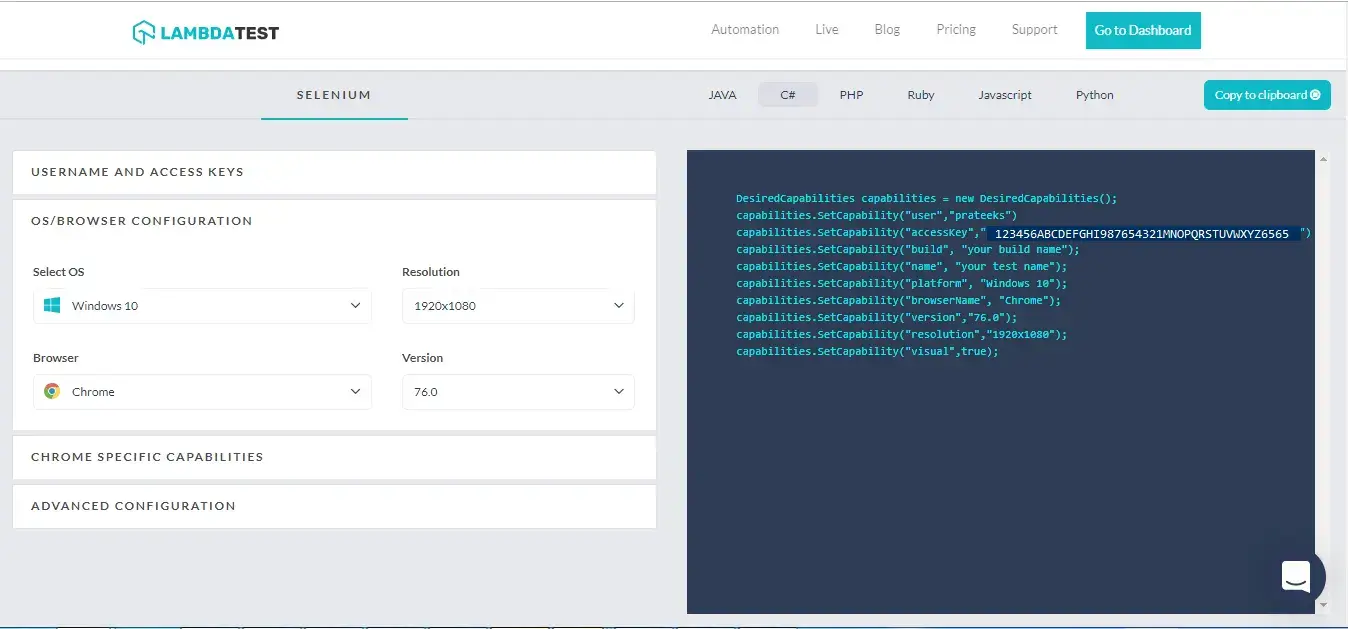 LAMBDATEST
Automation Live Blog Pricing Support Go to Dashboard
SELENIUM
JAVA C# PHP Ruby Javascript Python Copy to clipboard
USERNAME AND ACCESS KEYS
OS/BROWSER CONFIGURATION
Select OS Resolution
Windows 10 1920x1080
Browser Version
Chrome 76.0
CHROME SPECIFIC CAPABILITIES
ADVANCED CONFIGURATION
DesiredCapabilities capabilities = new DesiredCapabilities();
capabilities.SetCapability("user","prateeks")
capabilities.SetCapability("accessKey","123456ABCDEFGHI987654321MNOPQRSTUVWXYZ6565")
capabilities.SetCapability("build", "your build name");
capabilities.SetCapability("name", "your test name");
capabilities.SetCapability("platform", "Windows 10");
capabilities.SetCapability("browserName", "Chrome");
capabilities.SetCapability("version","76.0");
capabilities.SetCapability("resolution","1920x1080");
capabilities.SetCapability("visual",true);